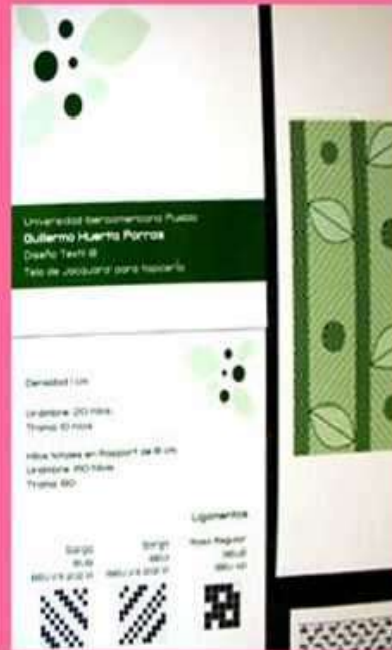 Universidad Iberoamericana Puebla
Guillermo Huerta Porras
Diseño Textil III
Tela de Jacquard para tapicería
Densidad 1 cm
Urdimbre: 20 hilos
Trama: 10 hilos
Hilos totales en Rapport de 8 cm
Urdimbre: 160 hilos
Trama: 80
Ligamentos
Sarga
Sarga
Raso Regular